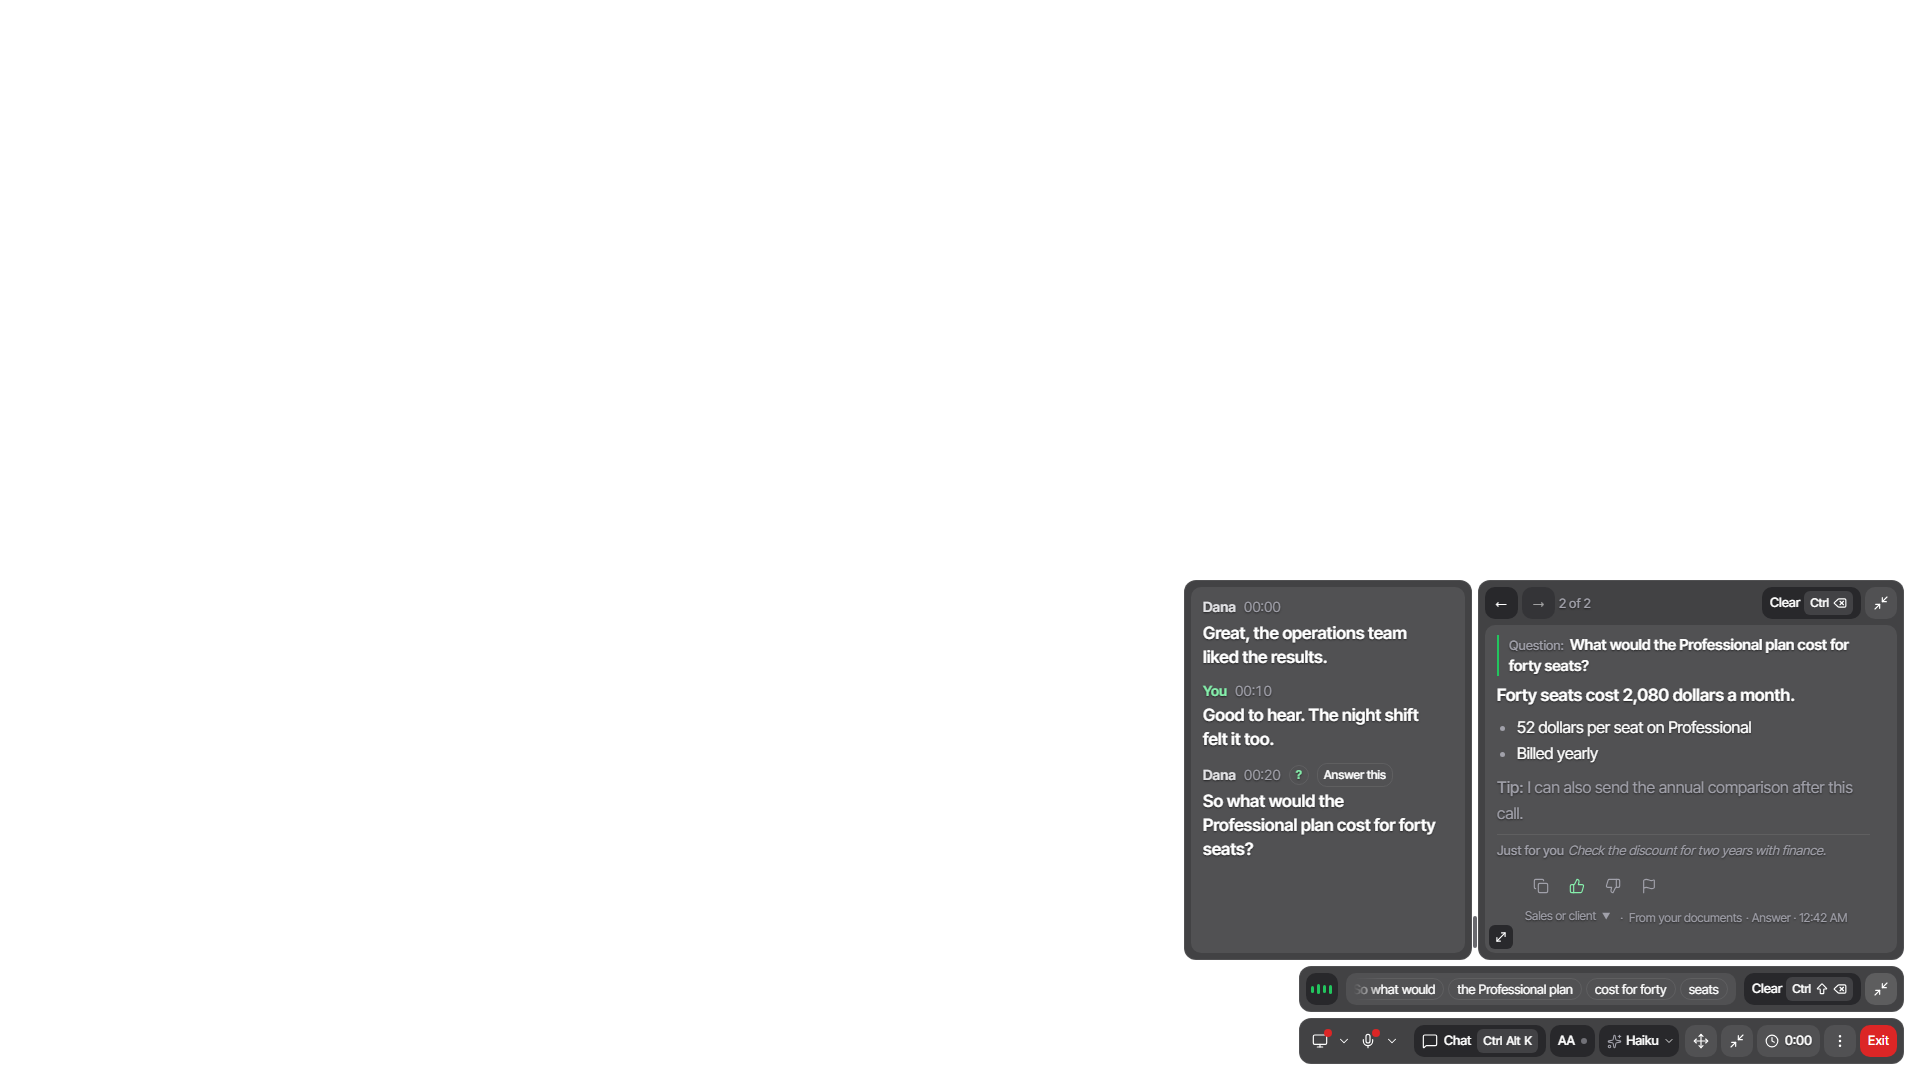 Dana 00:00
Great, the operations team
liked the results.
You 00:10
Good to hear. The night shift
felt it too.
Dana 00:20 ? Answer this
So what would the
Professional plan cost for forty
seats?
← → 2 of 2 Clear Ctrl
Question: What would the Professional plan cost for
forty seats?
Forty seats cost 2,080 dollars a month.
• 52 dollars per seat on Professional
• Billed yearly
Tip: I can also send the annual comparison after this
call.
Just for you Check the discount for two years with finance.
Sales or client ▼ · From your documents · Answer · 12:42 AM
So what would the Professional plan cost for forty seats Clear Ctrl
Chat Ctrl Alt K AA Haiku 0:00 Exit